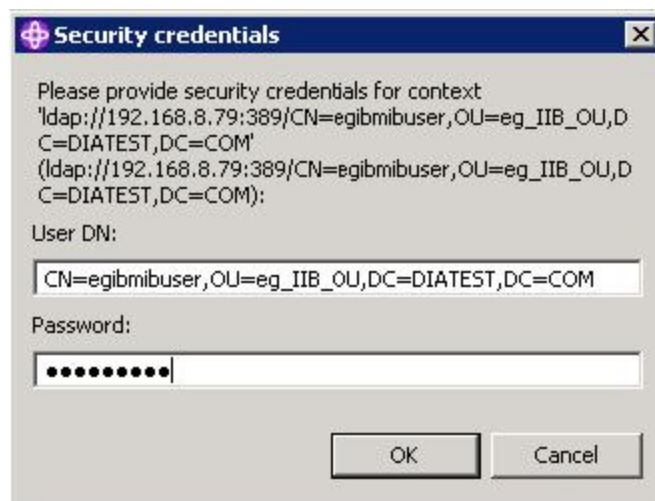 Security credentials
Please provide security credentials for context
'ldap://192.168.8.79:389/CN=egibmibuser,OU=eg_IIB_OU,D
C=DIATEST,DC=COM'
(ldap://192.168.8.79:389/CN=egibmibuser,OU=eg_IIB_OU,D
C=DIATEST,DC=COM):
User DN:
CN=egibmibuser,OU=eg_IIB_OU,DC=DIATEST,DC=COM
Password:
●●●●●●●●●
OK Cancel